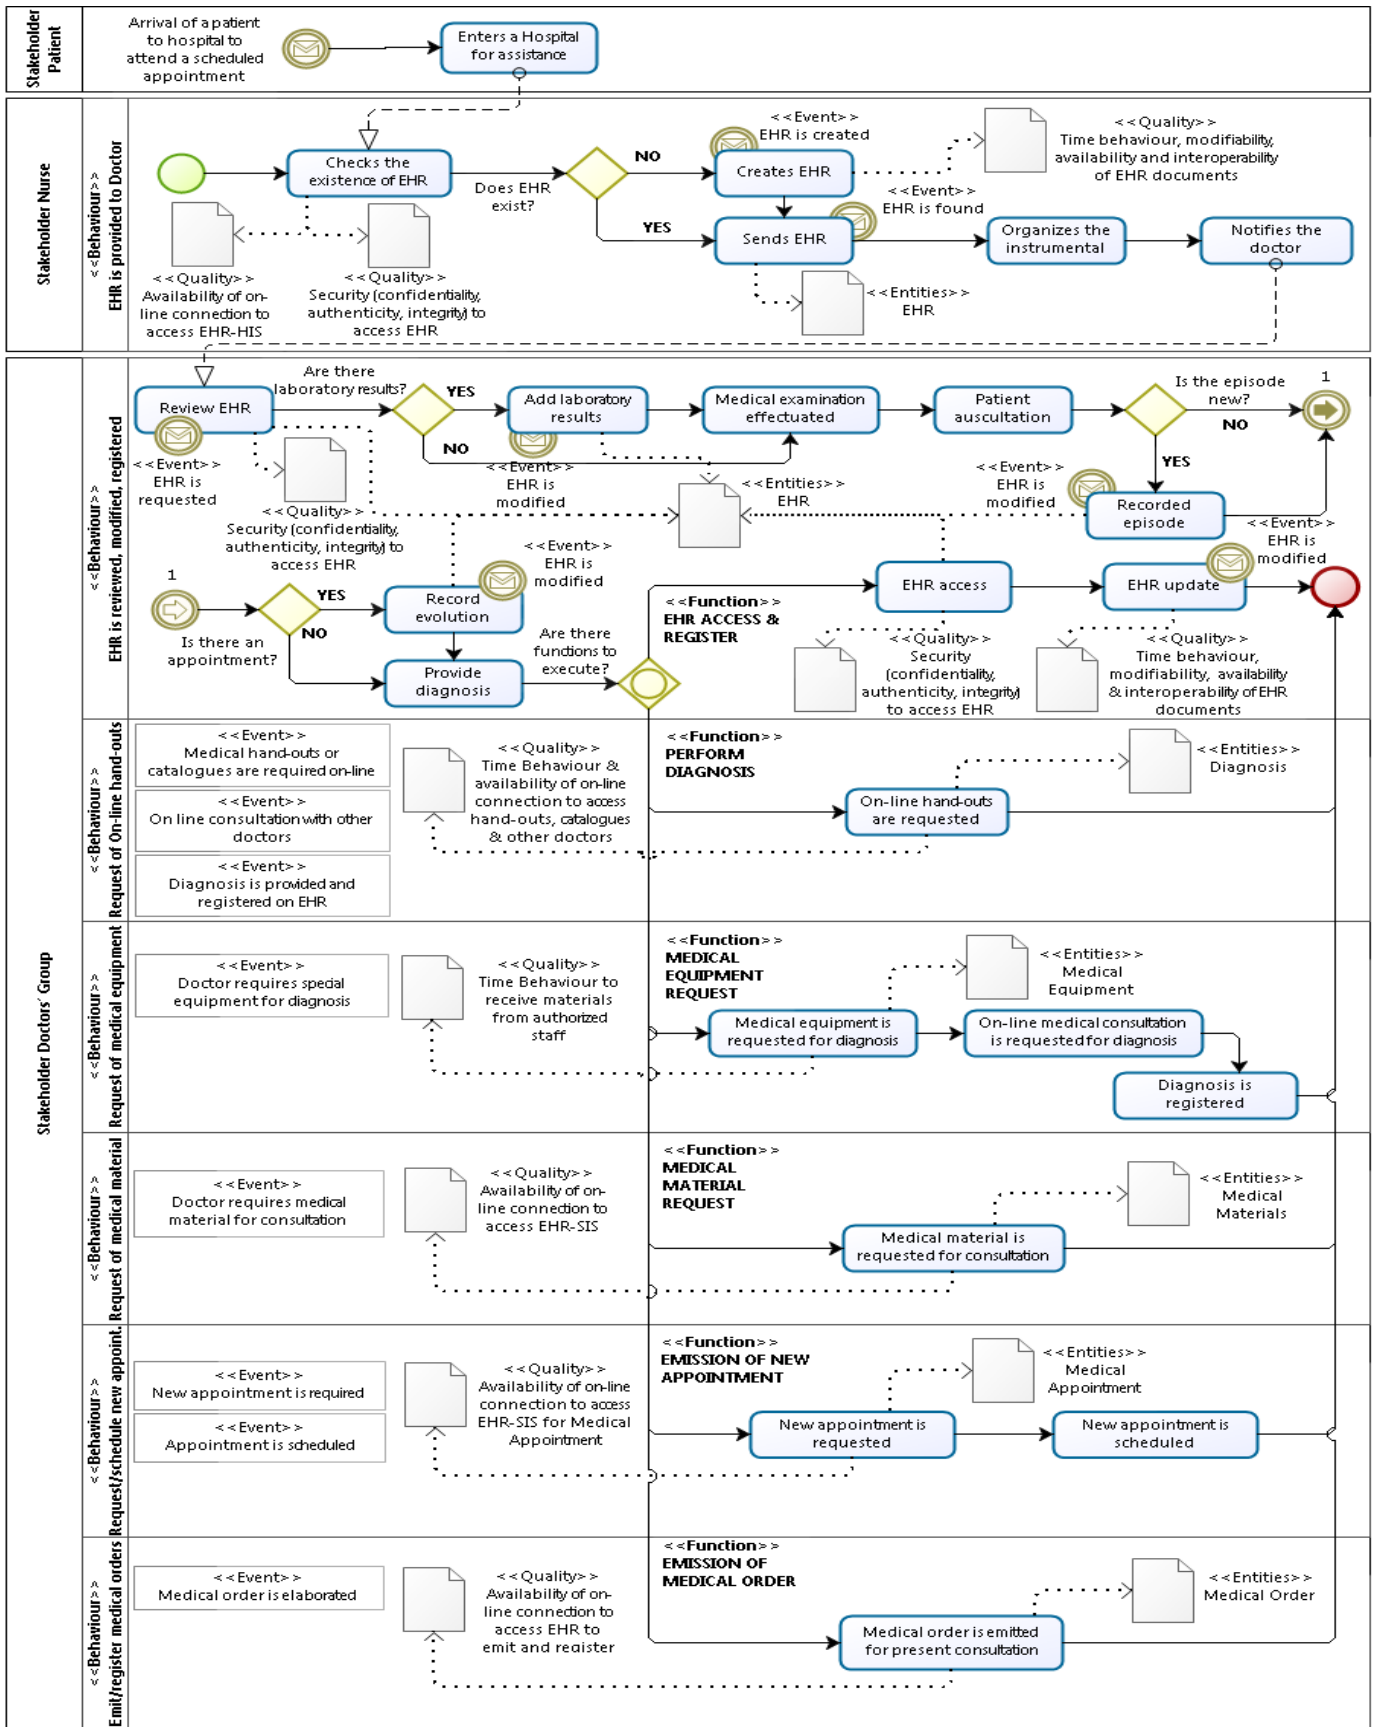 Stakeholder
Patient
Arrival of a patient
to hospital to
attend a scheduled
appointment
Enters a Hospital
for assistance
Stakeholder Nurse
<<Behaviour>>
EHR is provided to Doctor
Checks the
existence of EHR
Does EHR
exist?
NO
YES
<<Event>>
EHR is created
Creates EHR
<<Quality>>
Time behaviour, modifiability,
availability and interoperability
of EHR documents
<<Event>>
EHR is found
Sends EHR
Organizes the
instrumental
Notifies the
doctor
<<Quality>>
Availability of on-
line connection to
access EHR-HIS
<<Quality>>
Security (confidentiality,
authenticity, integrity) to
access EHR
<<Entities>>
EHR
Stakeholder Doctors' Group
<<Behaviour>>
EHR is reviewed, modified, registered
Review EHR
<<Event>>
EHR is
requested
Are there
laboratory results?
YES
NO
Add laboratory
results
<<Event>>
EHR is
modified
Medical examination
effectuated
Patient
auscultation
Is the episode
new?
NO
YES
1
<<Quality>>
Security (confidentiality,
authenticity, integrity) to
access EHR
<<Entities>>
EHR
<<Event>>
EHR is
modified
Recorded
episode
<<Event>>
EHR is
modified
1
Is there an
appointment?
YES
NO
Record
evolution
<<Event>>
EHR is
modified
Provide
diagnosis
Are there
functions to
execute?
<<Function>>
EHR ACCESS &
REGISTER
EHR access
EHR update
<<Quality>>
Security
(confidentiality,
authenticity, integrity)
to access EHR
<<Quality>>
Time behaviour,
modifiability, availability
& interoperability of EHR
documents
<<Behaviour>>
Request of On-line hand-outs
<<Event>>
Medical hand-outs or
catalogues are required on-line
<<Event>>
On line consultation with other
doctors
<<Event>>
Diagnosis is provided and
registered on EHR
<<Quality>>
Time Behaviour &
availability of on-line
connection to access
hand-outs, catalogues
& other doctors
<<Function>>
PERFORM
DIAGNOSIS
On-line hand-outs
are requested
<<Entities>>
Diagnosis
<<Behaviour>>
Request of medical equipment
<<Event>>
Doctor requires special
equipment for diagnosis
<<Quality>>
Time Behaviour to
receive materials
from authorized
staff
<<Function>>
MEDICAL
EQUIPMENT
REQUEST
Medical equipment is
requested for diagnosis
<<Entities>>
Medical
Equipment
On-line medical consultation
is requested for diagnosis
Diagnosis is
registered
<<Behaviour>>
Request of medical material
<<Event>>
Doctor requires medical
material for consultation
<<Quality>>
Availability of on-
line connection to
access EHR-SIS
<<Function>>
MEDICAL
MATERIAL
REQUEST
Medical material is
requested for consultation
<<Entities>>
Medical
Materials
<<Behaviour>>
Request/schedule new appoint.
<<Event>>
New appointment is required
<<Event>>
Appointment is scheduled
<<Quality>>
Availability of on-line
connection to access
EHR-SIS for Medical
Appointment
<<Function>>
EMISSION OF NEW
APPOINTMENT
New appointment is
requested
<<Entities>>
Medical
Appointment
New appointment is
scheduled
<<Behaviour>>
Emit/register medical orders
<<Event>>
Medical order is elaborated
<<Quality>>
Availability of on-
line connection to
access EHR to
emit and register
<<Function>>
EMISSION OF
MEDICAL ORDER
Medical order is emitted
for present consultation
<<Entities>>
Medical Order